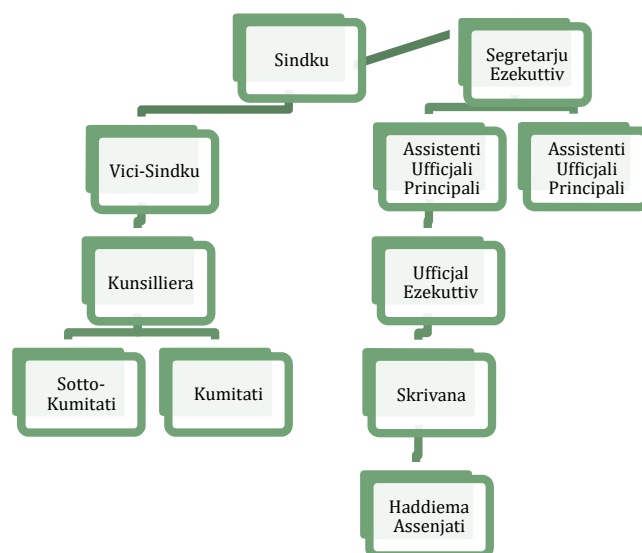 Sindku
Segretarju
Ezekuttiv
Vici-Sindku
Assistenti
Ufficjali
Principali
Assistenti
Ufficjali
Principali
Kunsilliera
Ufficjal
Ezekuttiv
Sotto-
Kumitati
Kumitati
Skrivana
Haddiema
Assenjati